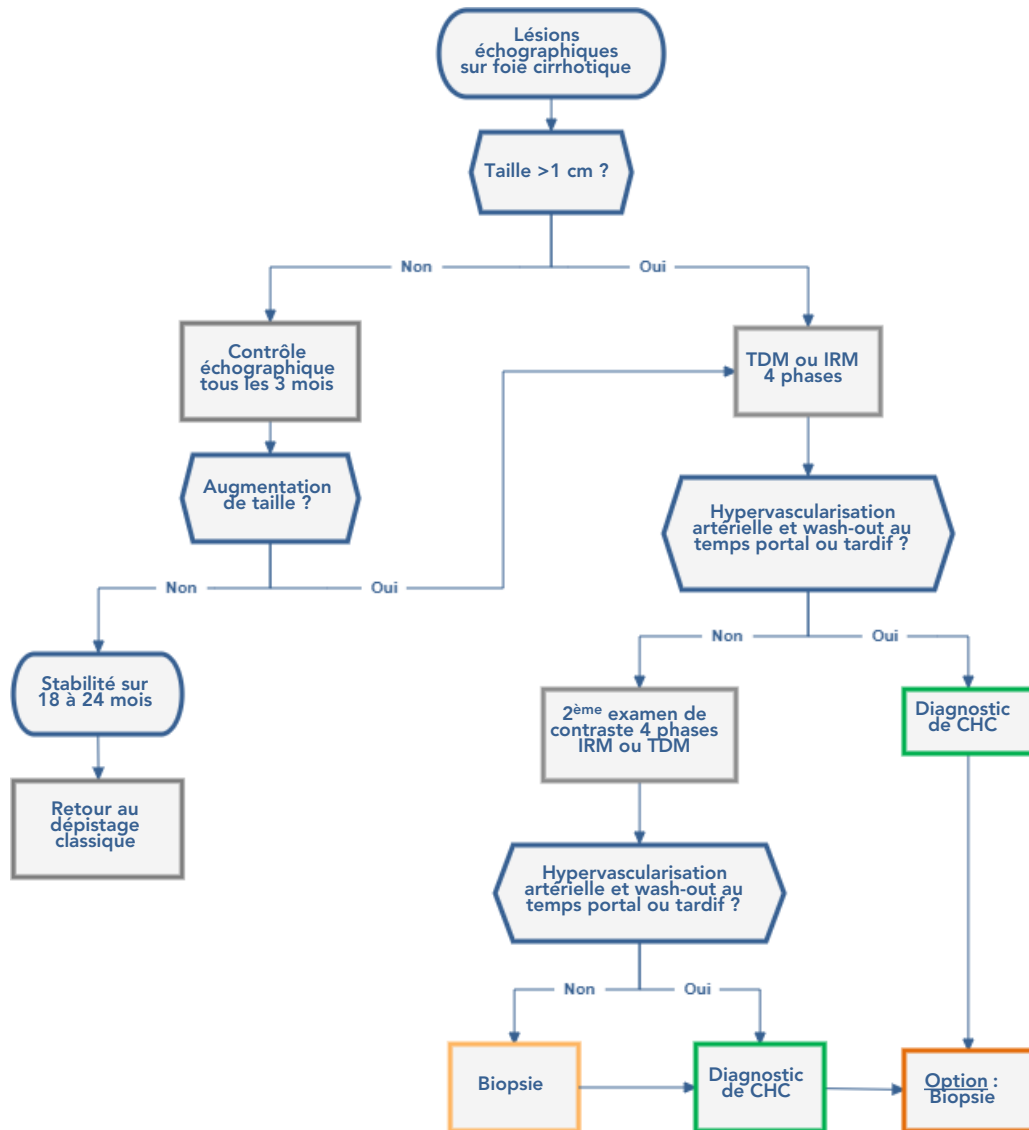 Lésions
échographiques
sur foie cirrhotique
Taille >1 cm ?
Non
Oui
Contrôle
échographique
tous les 3 mois
TDM ou IRM
4 phases
Augmentation
de taille ?
Hypervascularisation
artérielle et wash-out au
temps portal ou tardif ?
Non
Oui
Non
Oui
Stabilité sur
18 à 24 mois
2ème examen de
contraste 4 phases
IRM ou TDM
Diagnostic
de CHC
Retour au
dépistage
classique
Hypervascularisation
artérielle et wash-out au
temps portal ou tardif ?
Non
Oui
Biopsie
Diagnostic
de CHC
Option :
Biopsie